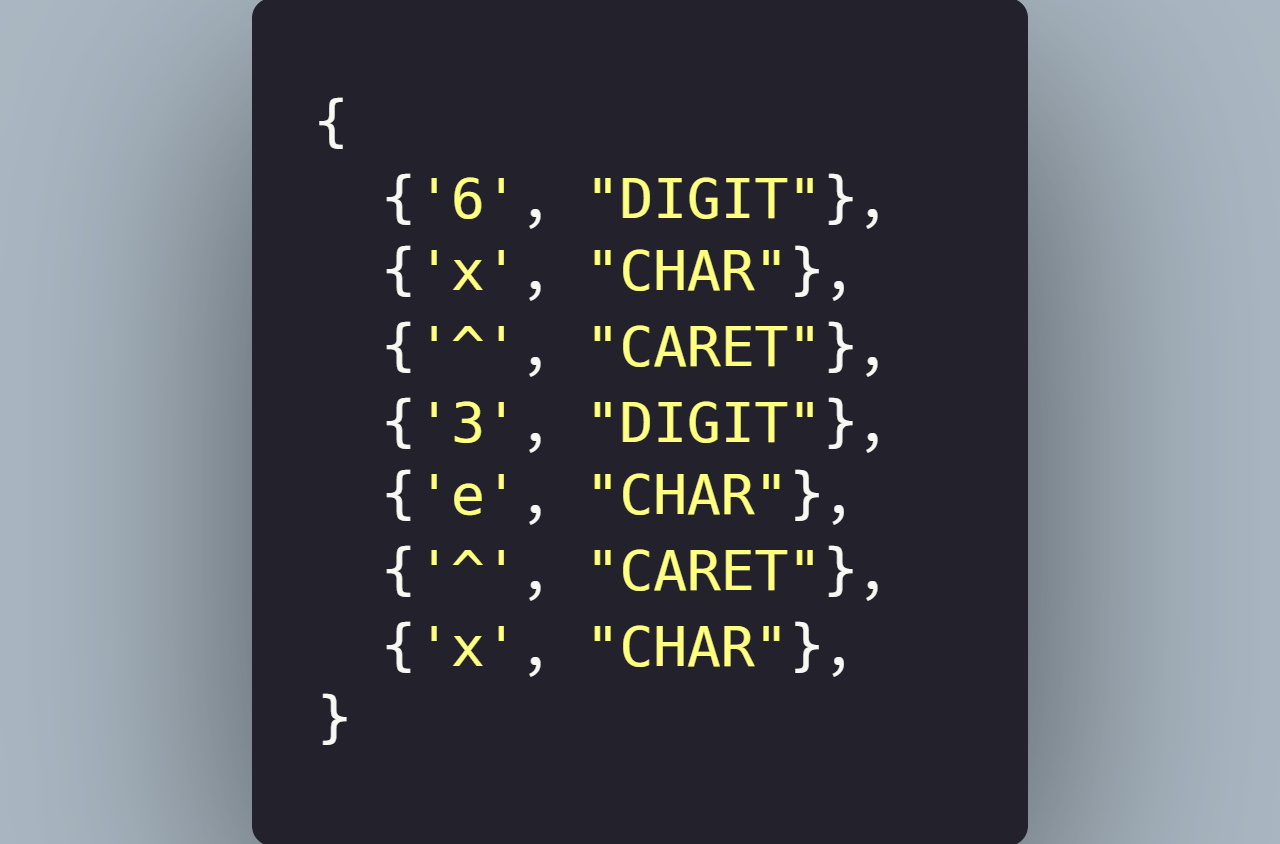 {
  {'6', "DIGIT"},
  {'x', "CHAR"},
  {'^', "CARET"},
  {'3', "DIGIT"},
  {'e', "CHAR"},
  {'^', "CARET"},
  {'x', "CHAR"},
}